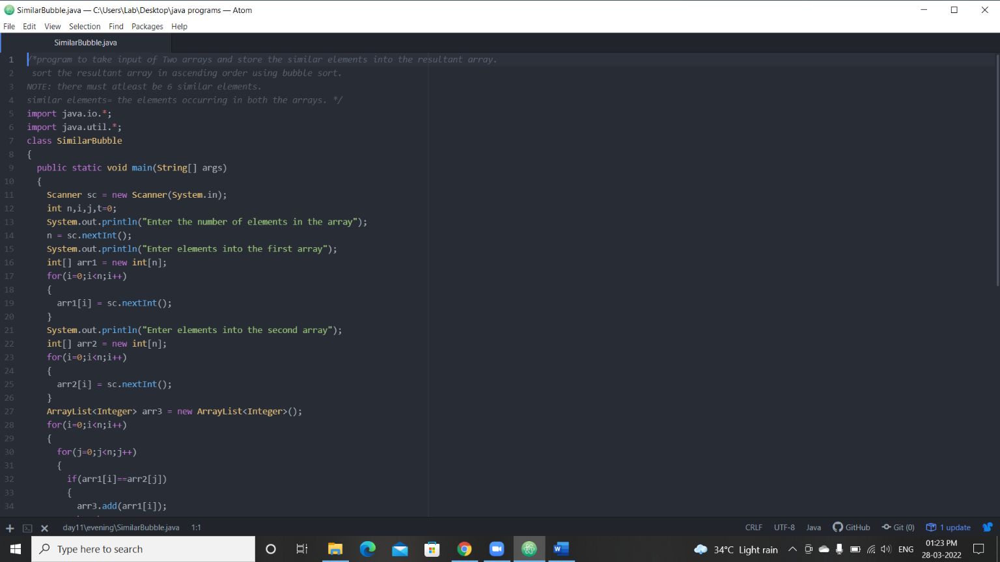 SimilarBubble.java — C:\Users\Lab\Desktop\java programs — Atom
File Edit View Selection Find Packages Help
SimilarBubble.java
1 /*program to take input of Two arrays and store the similar elements into the resultant array.
2 sort the resultant array in ascending order using bubble sort.
3 NOTE: there must atleast be 6 similar elements.
4 similar elements= the elements occurring in both the arrays. */
5 import java.io.*;
6 import java.util.*;
7 class SimilarBubble
8 {
9 public static void main(String[] args)
10 {
11 Scanner sc = new Scanner(System.in);
12 int n,i,j,t=0;
13 System.out.println("Enter the number of elements in the array");
14 n = sc.nextInt();
15 System.out.println("Enter elements into the first array");
16 int[] arr1 = new int[n];
17 for(i=0;i<n;i++)
18 {
19 arr1[i] = sc.nextInt();
20 }
21 System.out.println("Enter elements into the second array");
22 int[] arr2 = new int[n];
23 for(i=0;i<n;i++)
24 {
25 arr2[i] = sc.nextInt();
26 }
27 ArrayList<Integer> arr3 = new ArrayList<Integer>();
28 for(i=0;i<n;i++)
29 {
30 for(j=0;j<n;j++)
31 {
32 if(arr1[i]==arr2[j])
33 {
34 arr3.add(arr1[i]);
day11\evening\SimilarBubble.java 1:1 CRLF UTF-8 Java GitHub Git (0) 1 update
Type here to search 34°C Light rain ENG 01:23 PM
28-03-2022